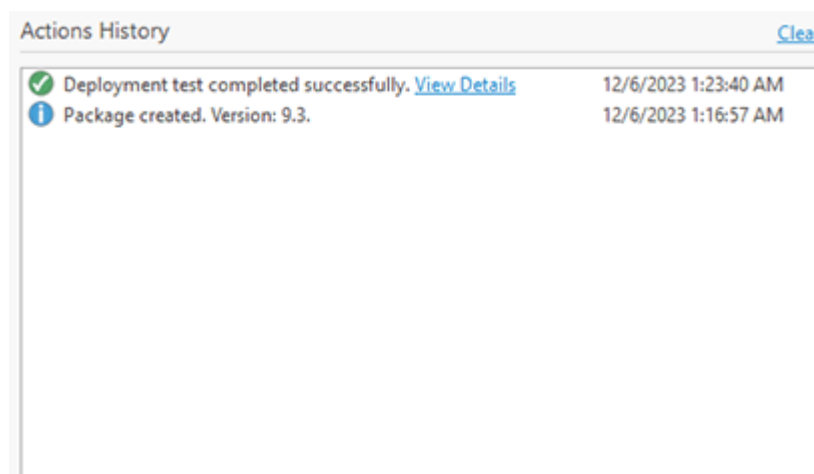 Actions History
Deployment test completed successfully. View Details 12/6/2023 1:23:40 AM
Package created. Version: 9.3. 12/6/2023 1:16:57 AM